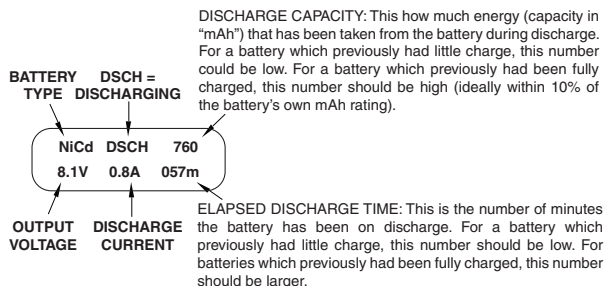 DISCHARGE CAPACITY: This how much energy (capacity in
“mAh”) that has been taken from the battery during discharge.
For a battery which previously had little charge, this number
could be low. For a battery which previously had been fully
charged, this number should be high (ideally within 10% of
the battery’s own mAh rating).
BATTERY DSCH =
TYPE DISCHARGING
NiCd DSCH 760
8.1V 0.8A 057m
OUTPUT DISCHARGE
VOLTAGE CURRENT
ELAPSED DISCHARGE TIME: This is the number of minutes
the battery has been on discharge. For a battery which
previously had little charge, this number should be low. For
batteries which previously had been fully charged, this number
should be larger.